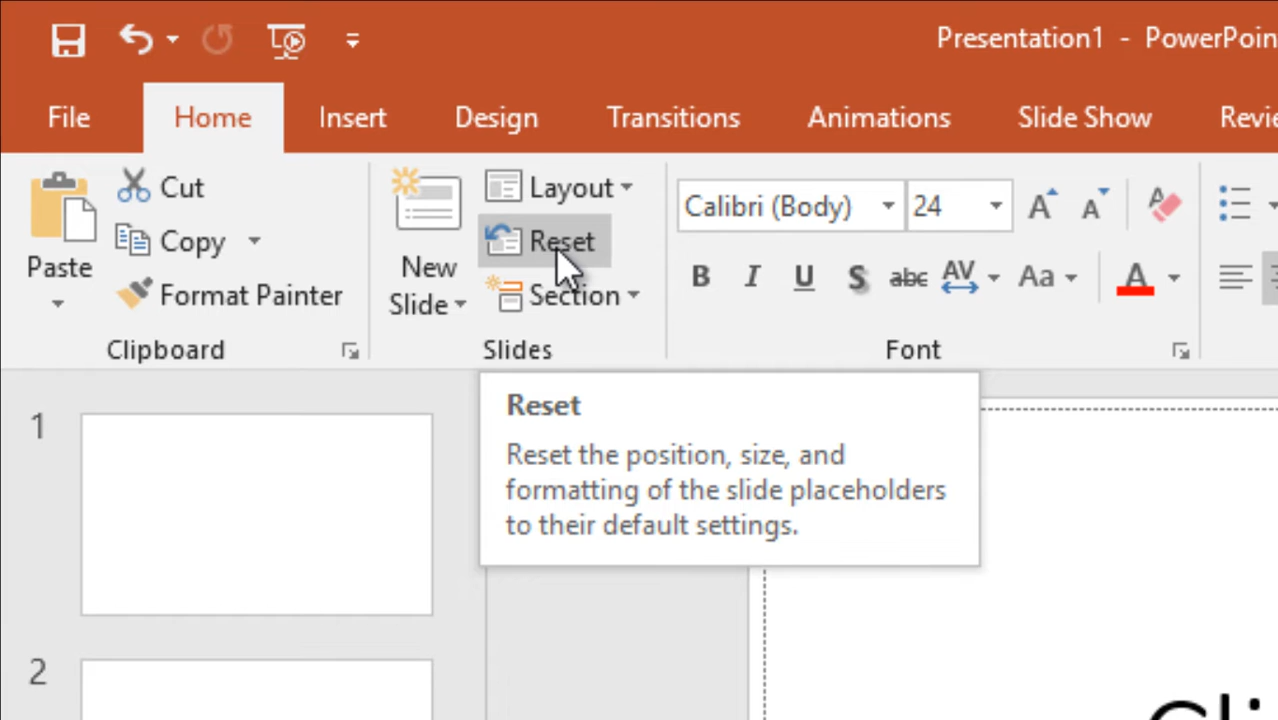 Presentation1 -
File Home Insert Design Transitions Animations Slide Show
Cut Layout Calibri (Body) 24 A A A
Copy Reset
Paste New B I U S abc AV Aa A
Format Painter Slide Section
Clipboard Slides Font
1
Reset
Reset the position, size, and
formatting of the slide placeholders
to their default settings.
2